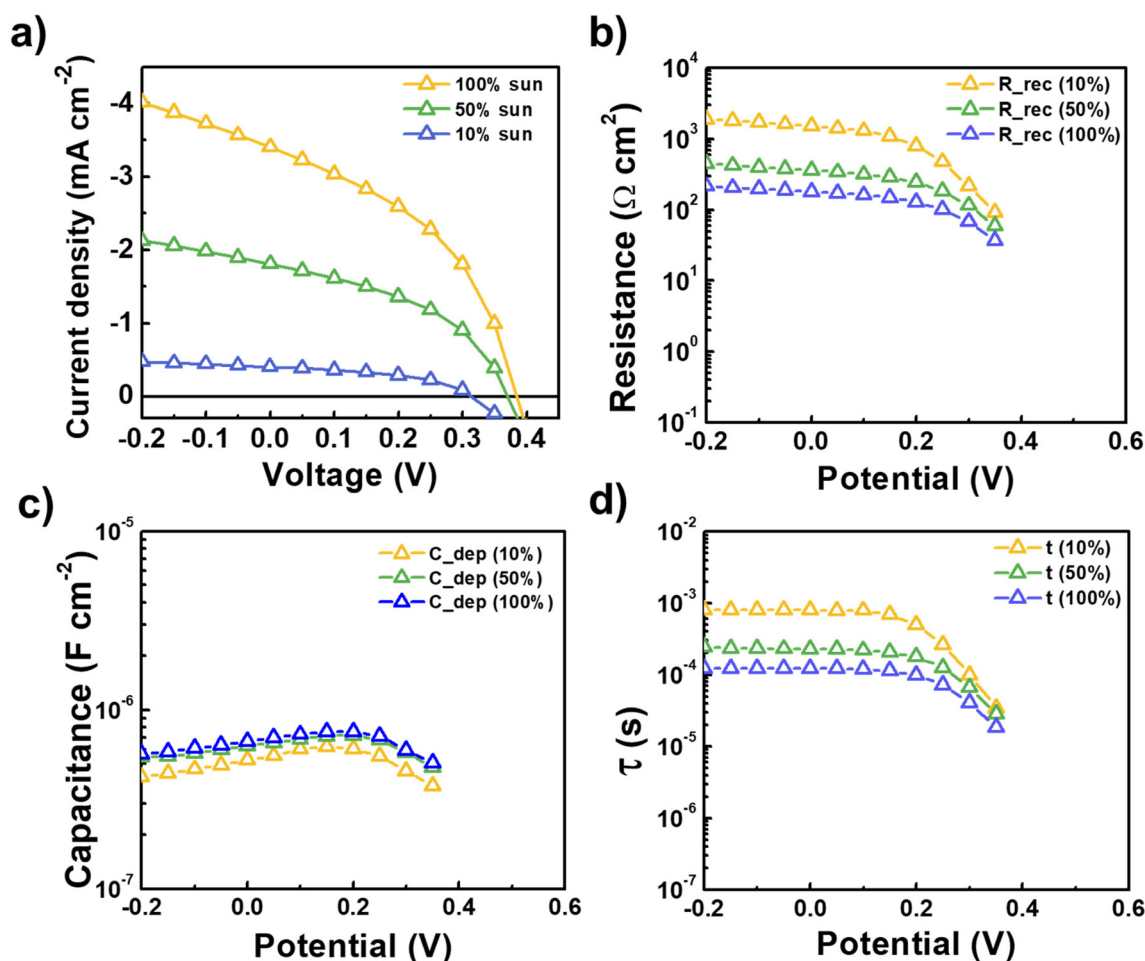 a)
Current density (mA cm⁻²)
-4
-3
-2
-1
0
100% sun
50% sun
10% sun
-0.2 -0.1 0.0 0.1 0.2 0.3 0.4
Voltage (V)
b)
Resistance (Ω cm²)
10⁴
10³
10²
10¹
10⁰
10⁻¹
R_rec (10%)
R_rec (50%)
R_rec (100%)
-0.2 0.0 0.2 0.4 0.6
Potential (V)
c)
Capacitance (F cm⁻²)
10⁻⁵
10⁻⁶
10⁻⁷
C_dep (10%)
C_dep (50%)
C_dep (100%)
-0.2 0.0 0.2 0.4 0.6
Potential (V)
d)
τ (s)
10⁻²
10⁻³
10⁻⁴
10⁻⁵
10⁻⁶
10⁻⁷
t (10%)
t (50%)
t (100%)
-0.2 0.0 0.2 0.4 0.6
Potential (V)